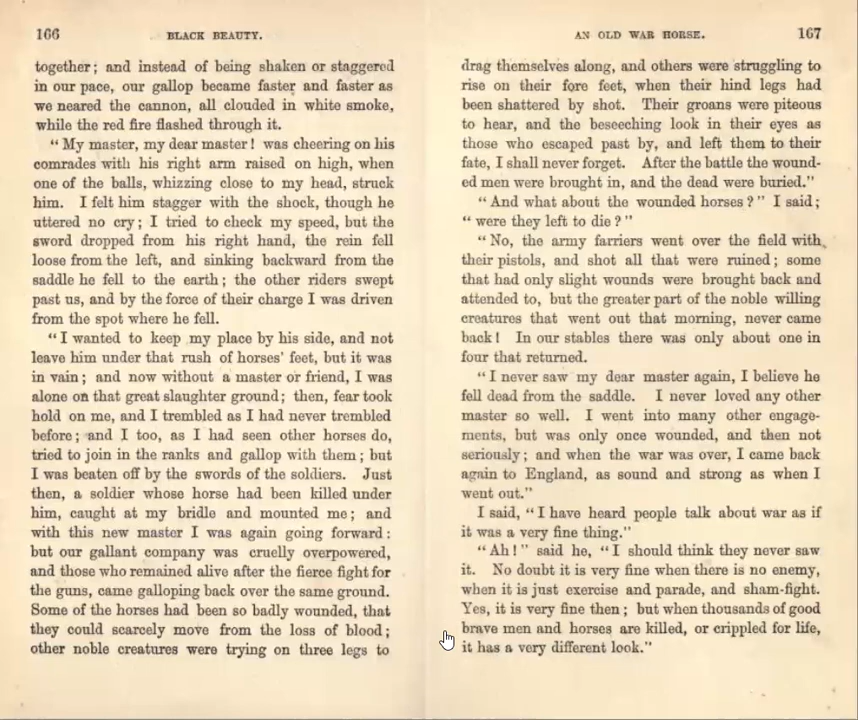 166
BLACK BEAUTY.
together; and instead of being shaken or staggered
in our pace, our gallop became faster and faster as
we neared the cannon, all clouded in white smoke,
while the red fire flashed through it.
“ My master, my dear master! was cheering on his
comrades with his right arm raised on high, when
one of the balls, whizzing close to my head, struck
him. I felt him stagger with the shock, though he
uttered no cry; I tried to check my speed, but the
sword dropped from his right hand, the rein fell
loose from the left, and sinking backward from the
saddle he fell to the earth; the other riders swept
past us, and by the force of their charge I was driven
from the spot where he fell.
“ I wanted to keep my place by his side, and not
leave him under that rush of horses’ feet, but it was
in vain; and now without a master or friend, I was
alone on that great slaughter ground; then, fear took
hold on me, and I trembled as I had never trembled
before; and I too, as I had seen other horses do,
tried to join in the ranks and gallop with them; but
I was beaten off by the swords of the soldiers. Just
then, a soldier whose horse had been killed under
him, caught at my bridle and mounted me; and
with this new master I was again going forward:
but our gallant company was cruelly overpowered,
and those who remained alive after the fierce fight for
the guns, came galloping back over the same ground.
Some of the horses had been so badly wounded, that
they could scarcely move from the loss of blood;
other noble creatures were trying on three legs to
AN OLD WAR HORSE.
167
drag themselves along, and others were struggling to
rise on their fore feet, when their hind legs had
been shattered by shot. Their groans were piteous
to hear, and the beseeching look in their eyes as
those who escaped past by, and left them to their
fate, I shall never forget. After the battle the wound-
ed men were brought in, and the dead were buried.”
“ And what about the wounded horses?” I said;
“ were they left to die?”
“ No, the army farriers went over the field with
their pistols, and shot all that were ruined; some
that had only slight wounds were brought back and
attended to, but the greater part of the noble willing
creatures that went out that morning, never came
back! In our stables there was only about one in
four that returned.
“ I never saw my dear master again, I believe he
fell dead from the saddle. I never loved any other
master so well. I went into many other engage-
ments, but was only once wounded, and then not
seriously; and when the war was over, I came back
again to England, as sound and strong as when I
went out.”
I said, “ I have heard people talk about war as if
it was a very fine thing.”
“ Ah!” said he, “ I should think they never saw
it. No doubt it is very fine when there is no enemy,
when it is just exercise and parade, and sham-fight.
Yes, it is very fine then; but when thousands of good
brave men and horses are killed, or crippled for life,
it has a very different look.”